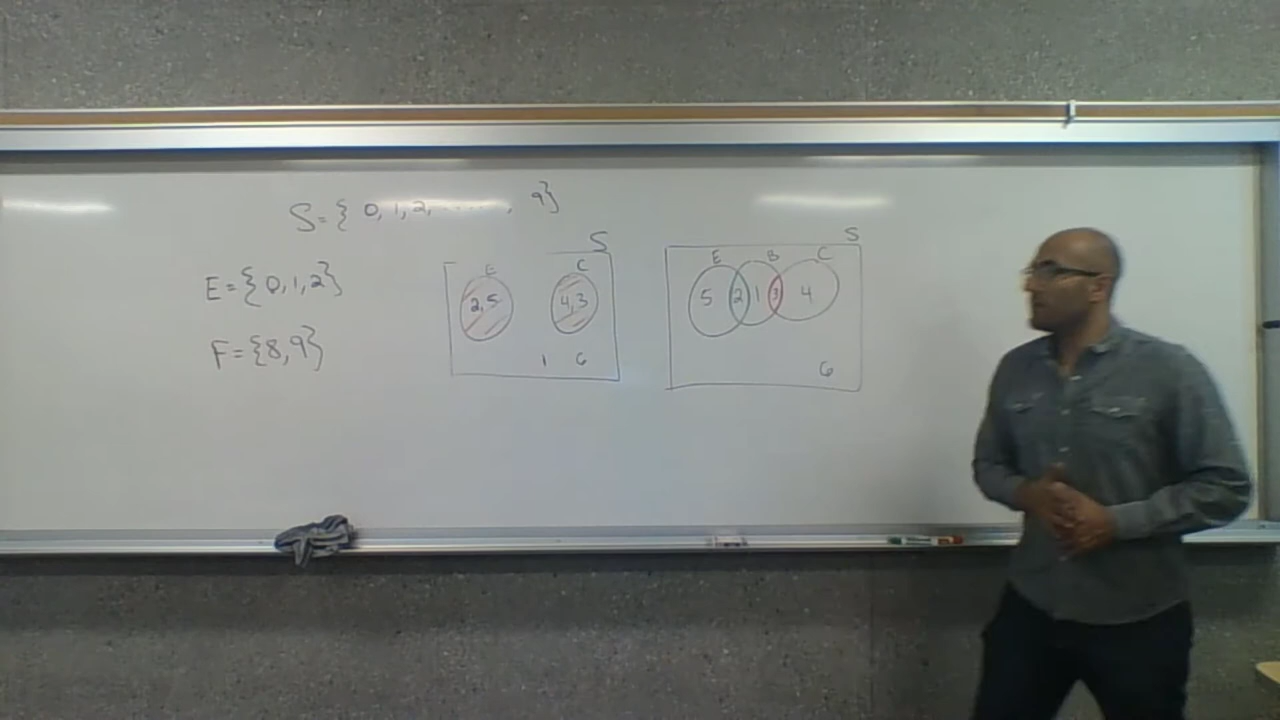 S={ 0, 1, 2, ......, 9}
E={0,1,2}
F={8,9}
S
E C
2,5 4,3
1 6
S
E B C
5 2 1 3 4
6